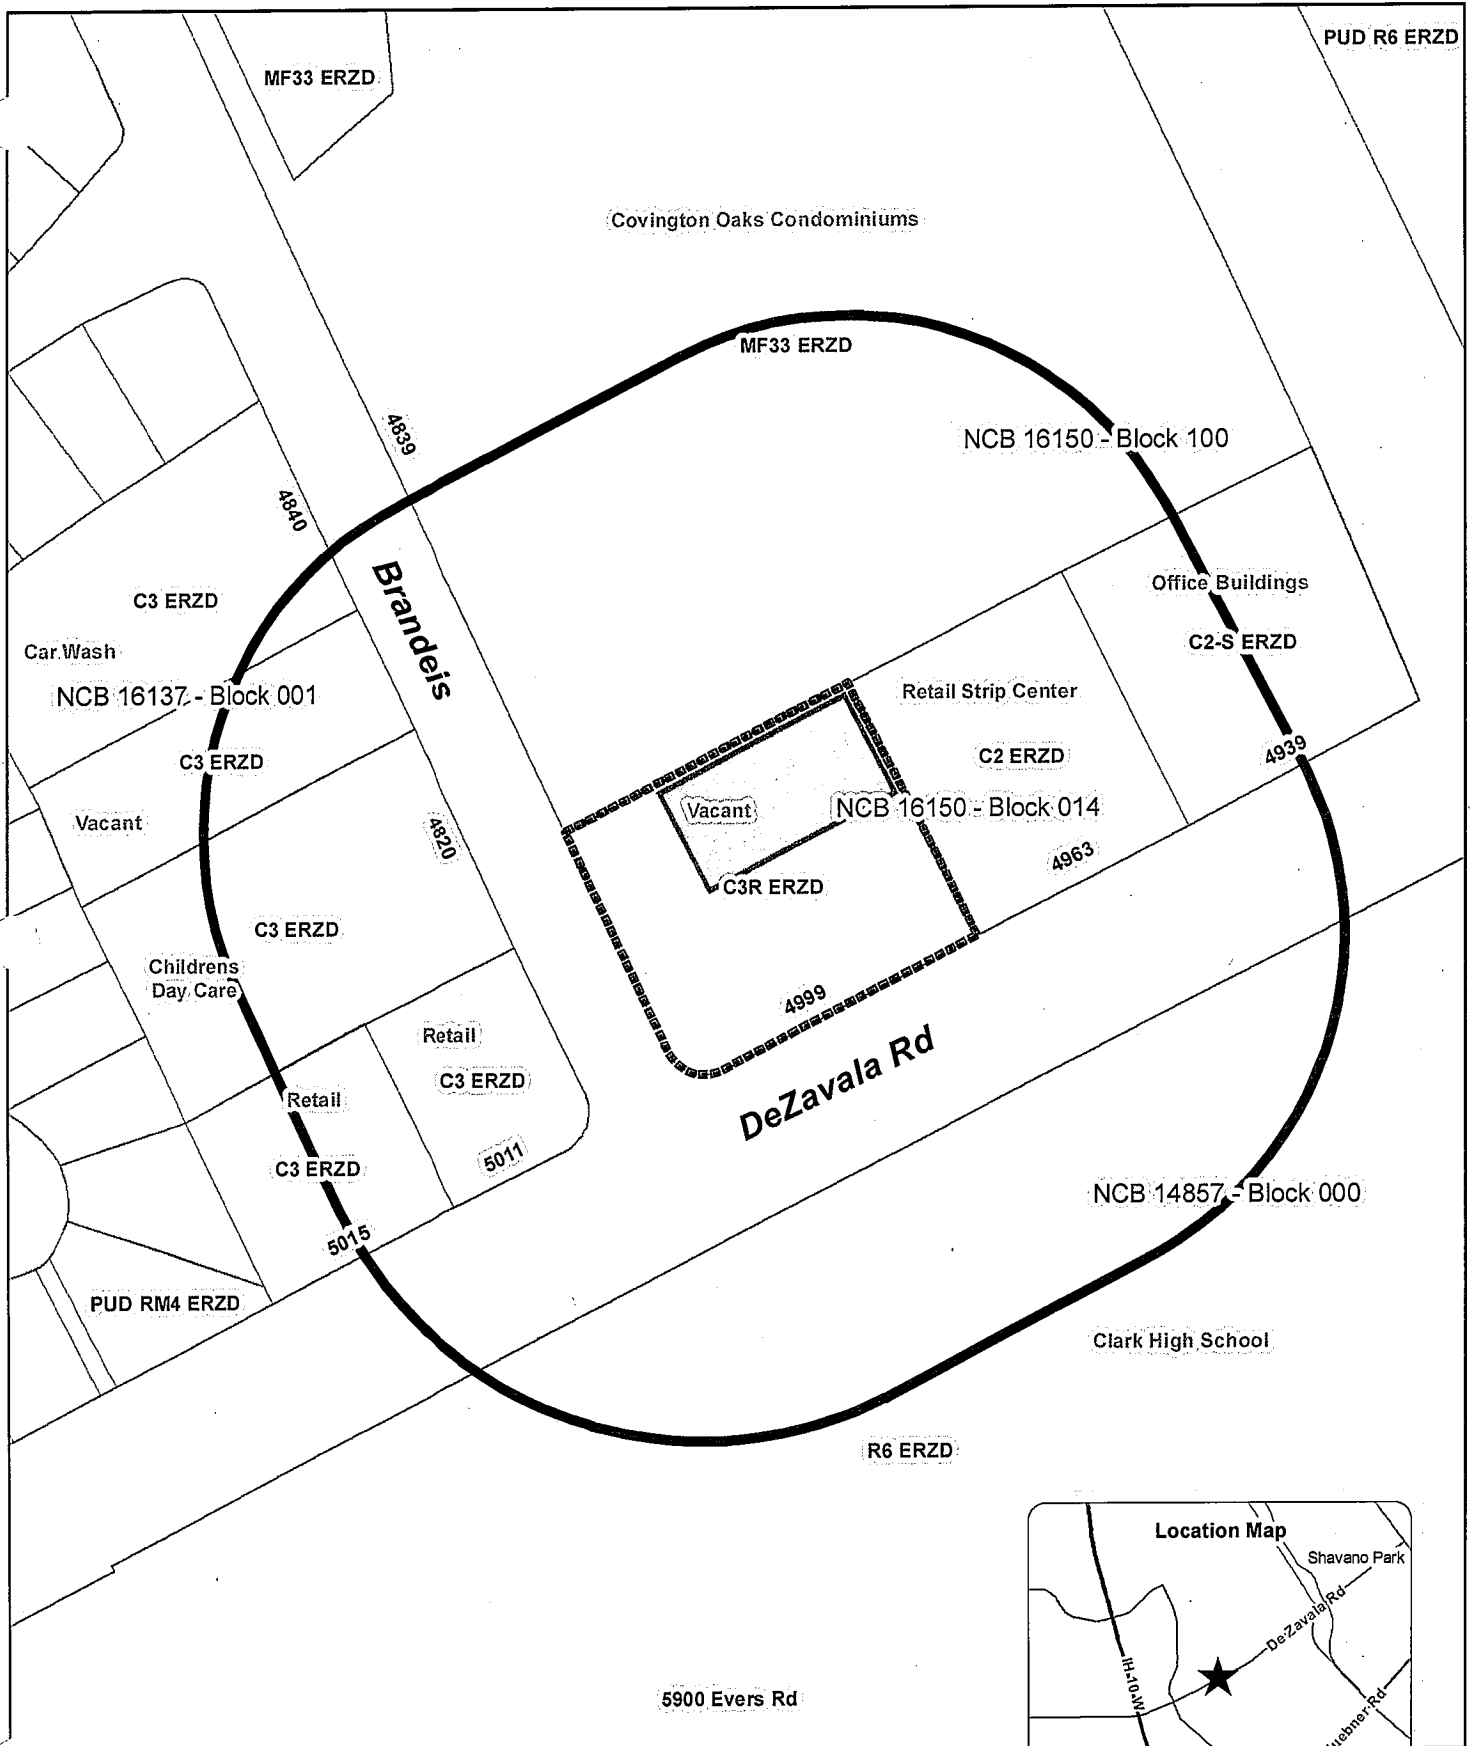 PUD R6 ERZD
MF33 ERZD
Covington Oaks Condominiums
MF33 ERZD
4839
NCB 16150 - Block 100
4840
Brandeis
Office Buildings
C3 ERZD
C2-S ERZD
Car Wash
NCB 16137 - Block 001
Retail Strip Center
4939
C3 ERZD
C2 ERZD
Vacant
NCB 16150 - Block 014
Vacant
4820
4963
C3R ERZD
C3 ERZD
Childrens
Day Care
4999
Retail
C3 ERZD
DeZavala Rd
Retail
5011
C3 ERZD
NCB 14857 - Block 000
5015
PUD RM4 ERZD
Clark High School
R6 ERZD
Location Map
Shavano Park
De Zavala Rd
IH-10-W
5900 Evers Rd